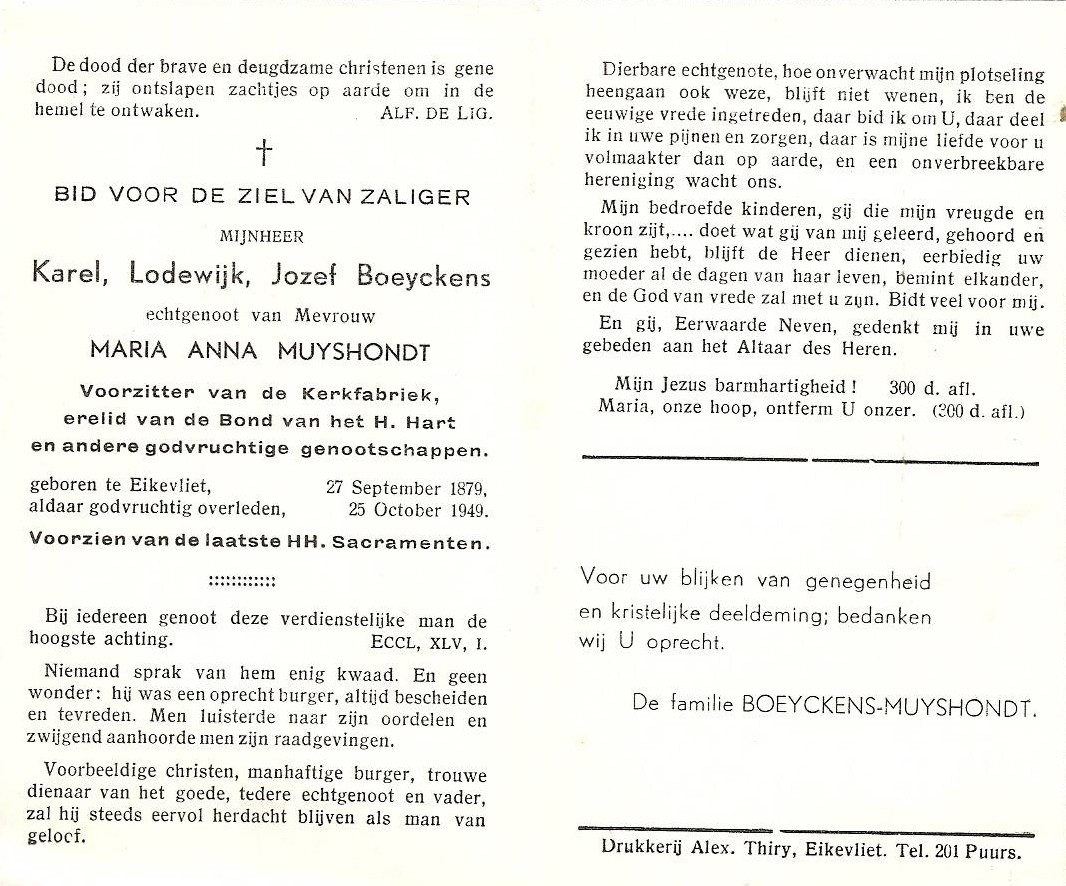 De dood der brave en deugdzame christenen is gene
dood; zij ontslapen zachtjes op aarde om in de
hemel te ontwaken. ALF. DE LIG.
BID VOOR DE ZIEL VAN ZALIGER
MIJNHEER
Karel, Lodewijk, Jozef Boeyckens
echtgenoot van Mevrouw
MARIA ANNA MUYSHONDT
Voorzitter van de Kerkfabriek,
erelid van de Bond van het H. Hart
en andere godvruchtige genootschappen.
geboren te Eikevliet, 27 September 1879,
aldaar godvruchtig overleden, 25 October 1949.
Voorzien van de laatste HH. Sacramenten.
Bij iedereen genoot deze verdienstelijke man de
hoogste achting. ECCL, XLV, I.
Niemand sprak van hem enig kwaad. En geen
wonder: hij was een oprecht burger, altijd bescheiden
en tevreden. Men luisterde naar zijn oordelen en
zwijgend aanhoorde men zijn raadgevingen.
Voorbeeldige christen, manhaftige burger, trouwe
dienaar van het goede, tedere echtgenoot en vader,
zal hij steeds eervol herdacht blijven als man van
geloof.
Dierbare echtgenote, hoe onverwacht mijn plotseling
heengaan ook weze, blijft niet wenen, ik ben de
eeuwige vrede ingetreden, daar bid ik om U, daar deel
ik in uwe pijnen en zorgen, daar is mijne liefde voor u
volmaakter dan op aarde, en een onverbreekbare
hereniging wacht ons.
Mijn bedroefde kinderen, gij die mijn vreugde en
kroon zijt,.... doet wat gij van mij geleerd, gehoord en
gezien hebt, blijft de Heer dienen, eerbiedig uw
moeder al de dagen van haar leven, bemint elkander,
en de God van vrede zal met u zijn. Bidt veel voor mij.
En gij, Eerwaarde Neven, gedenkt mij in uwe
gebeden aan het Altaar des Heren.
Mijn Jezus barmhartigheid! 300 d. afl.
Maria, onze hoop, ontferm U onzer. (300 d. afl.)
Voor uw blijken van genegenheid
en kristelijke deeldeming; bedanken
wij U oprecht.
De familie BOEYCKENS-MUYSHONDT.
Drukkerij Alex. Thiry, Eikevliet. Tel. 201 Puurs.